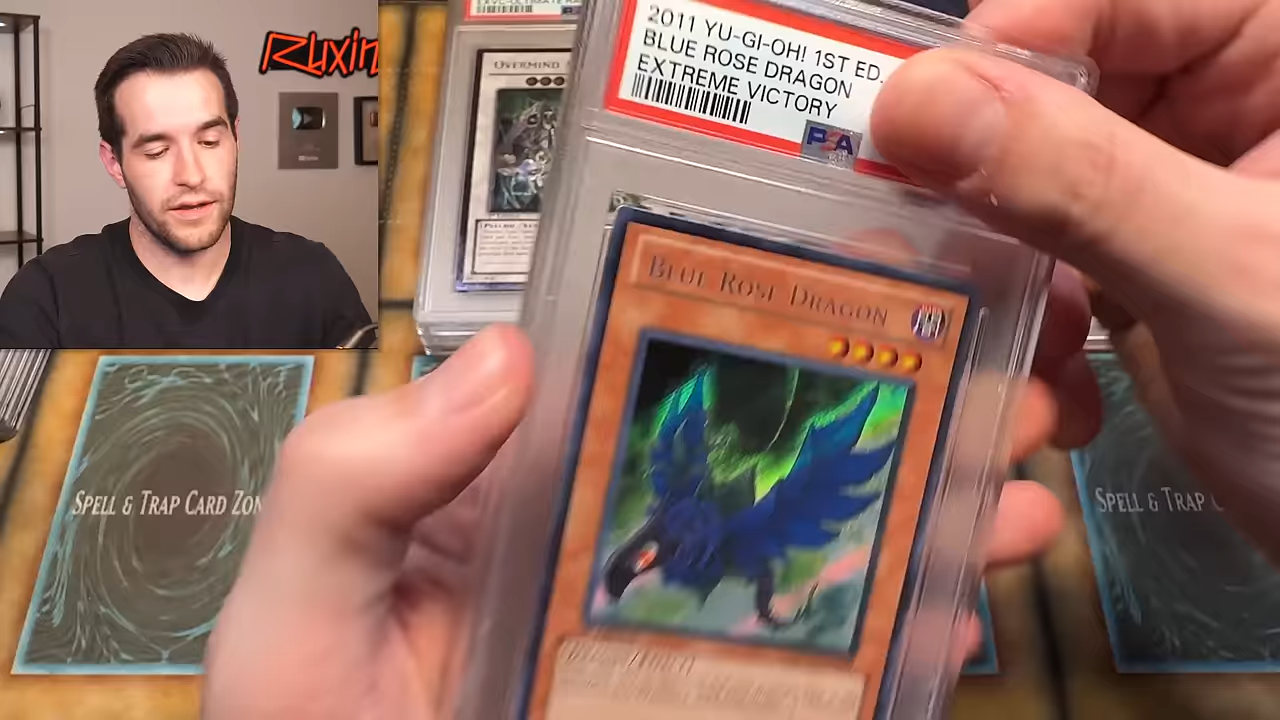 Ruxin
OVERMIND
2011 YU-GI-OH! 1ST ED.
BLUE ROSE DRAGON
EXTREME VICTORY
PSA
BLUE ROSE DRAGON
SPELL & TRAP CARD ZON
SPELL & TRAP C